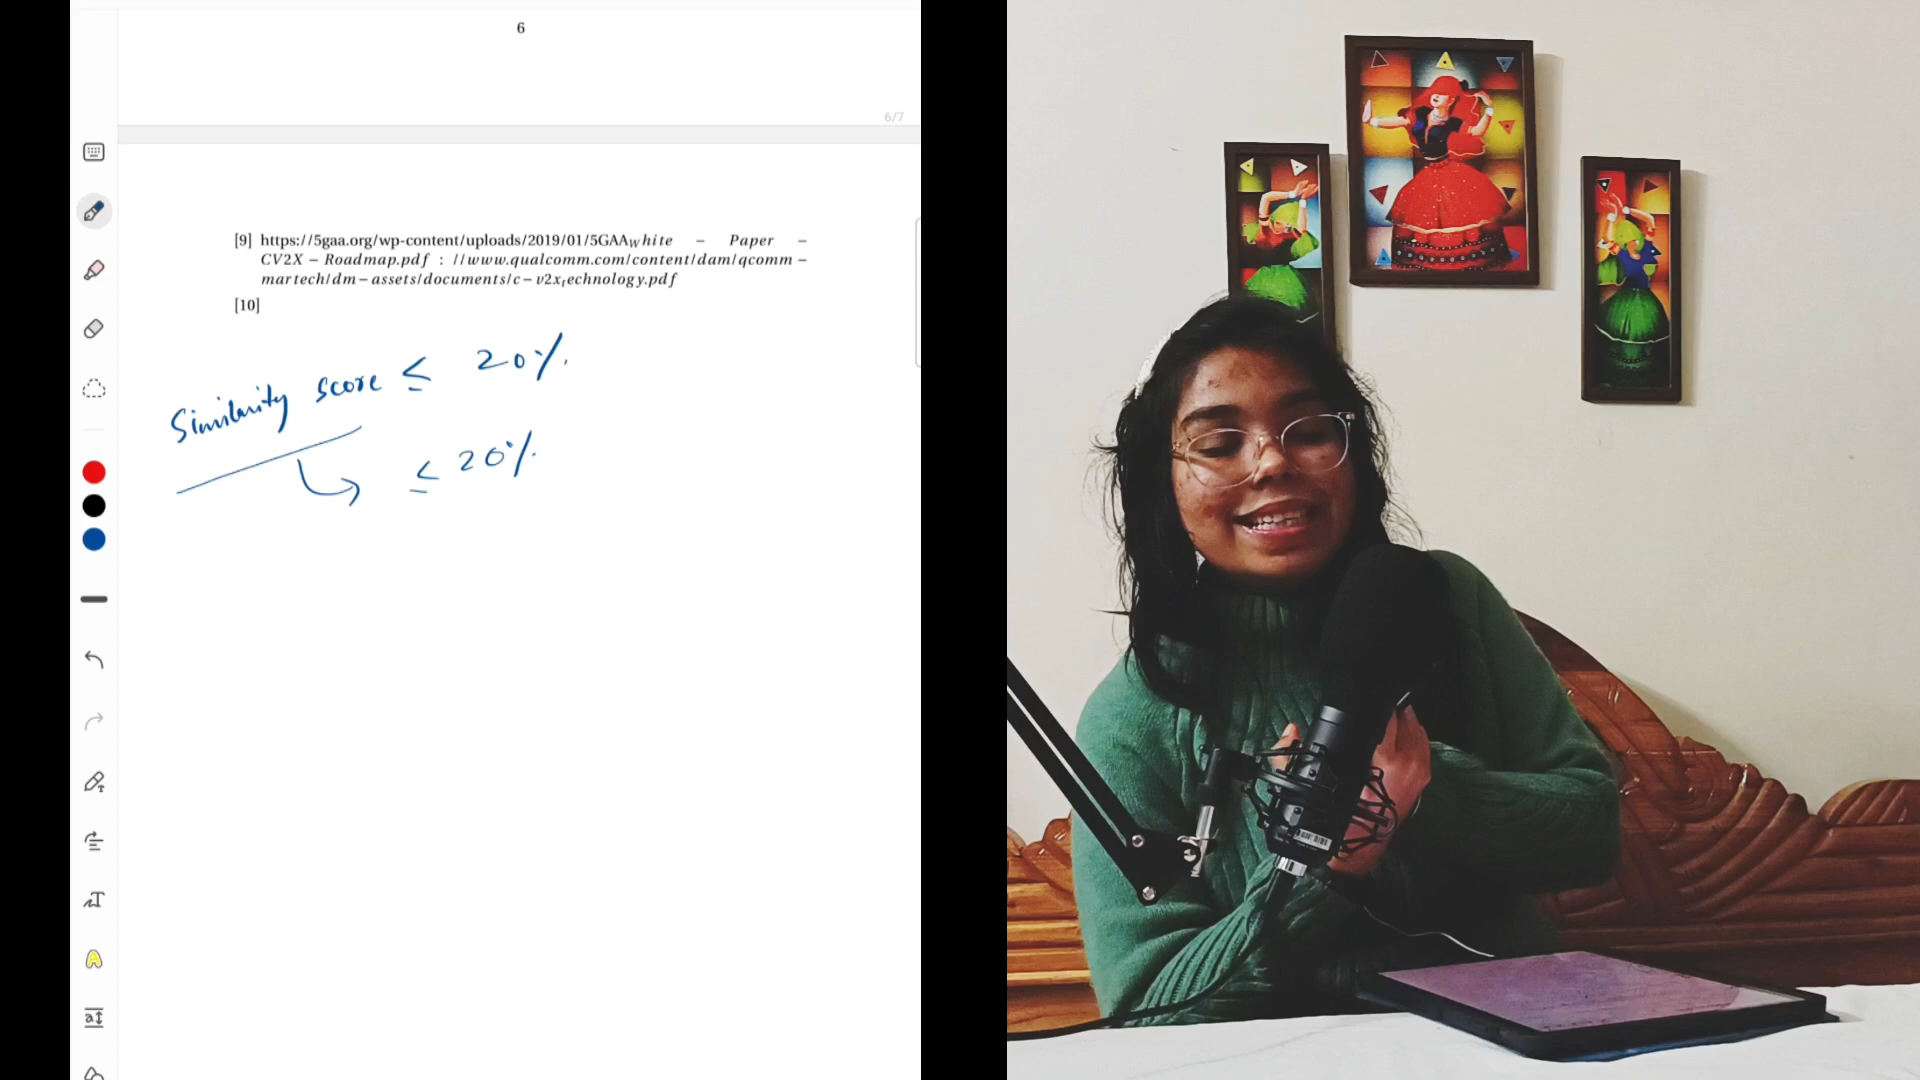 6
6/7
[9] https://5gaa.org/wp-content/uploads/2019/01/5GAAWhite – Paper –
CV2X – Roadmap.pdf : //www.qualcomm.com/content/dam/qcomm –
martech/dm – assets/documents/c – v2xtechnology.pdf
[10]
Similarity score ≤ 20%.
≤ 20%.